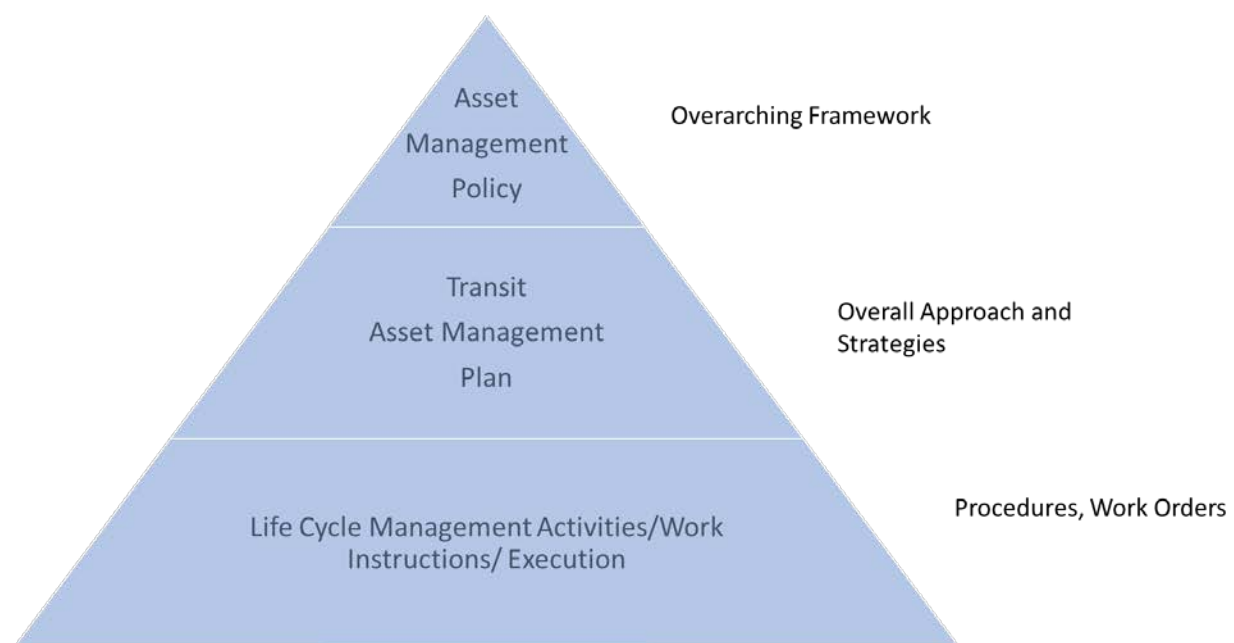 Asset
Management
Policy
Overarching Framework
Transit
Asset Management
Plan
Overall Approach and
Strategies
Life Cycle Management Activities/Work
Instructions/ Execution
Procedures, Work Orders